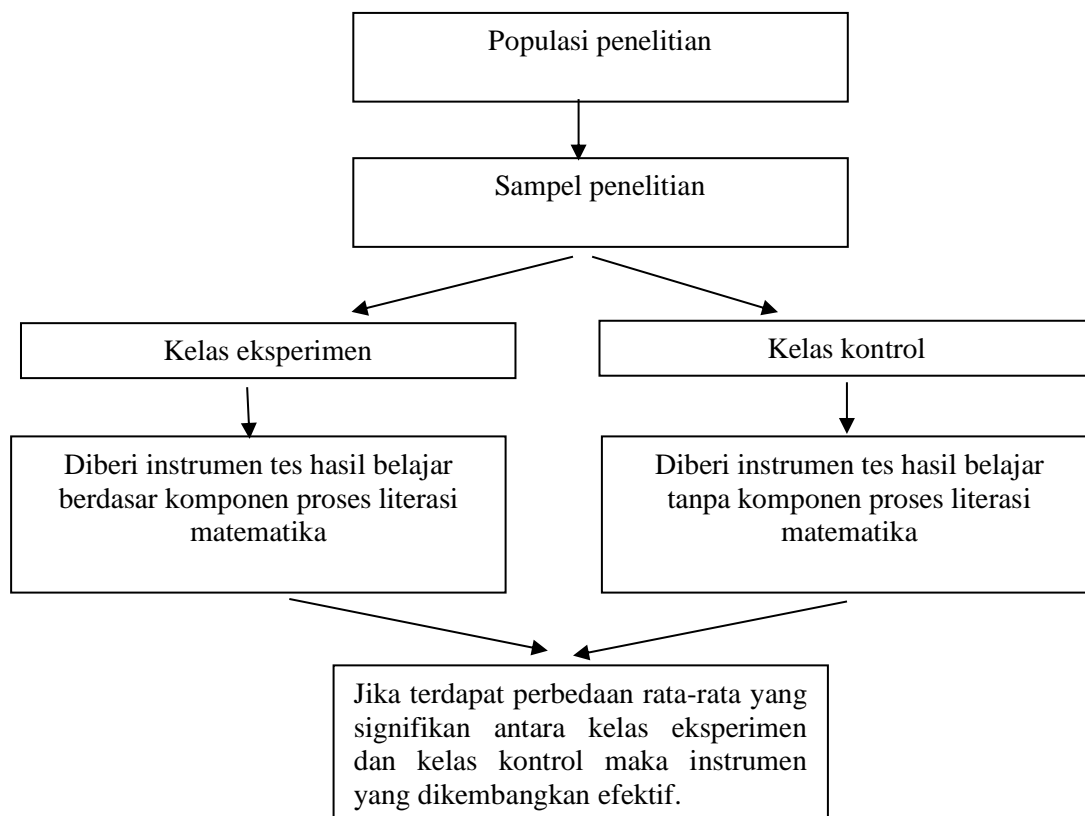 Populasi penelitian
Sampel penelitian
Kelas eksperimen
Kelas kontrol
Diberi instrumen tes hasil belajar
berdasar komponen proses literasi
matematika
Diberi instrumen tes hasil belajar
tanpa komponen proses literasi
matematika
Jika terdapat perbedaan rata-rata yang
signifikan antara kelas eksperimen
dan kelas kontrol maka instrumen
yang dikembangkan efektif.